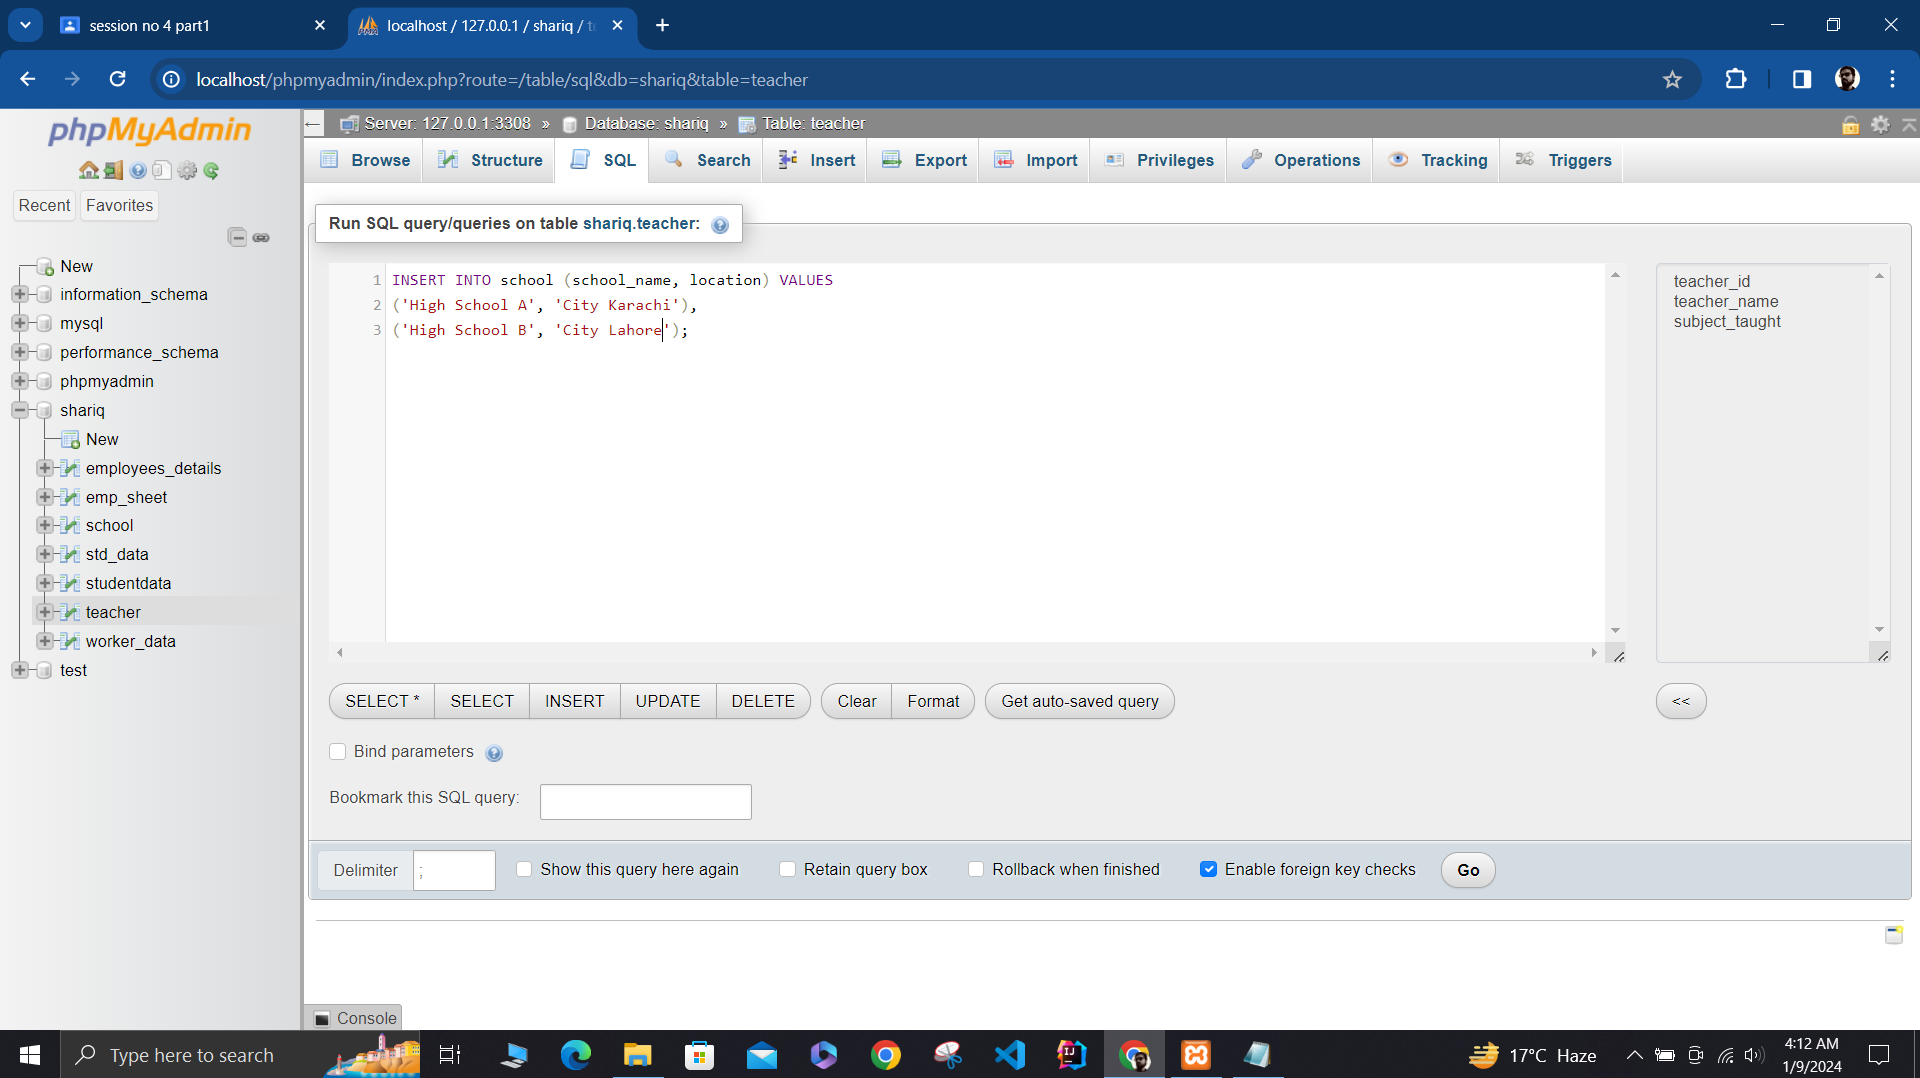 session no 4 part1
localhost / 127.0.0.1 / shariq / t
localhost/phpmyadmin/index.php?route=/table/sql&db=shariq&table=teacher
phpMyAdmin
Recent
Favorites
New
information_schema
mysql
performance_schema
phpmyadmin
shariq
New
employees_details
emp_sheet
school
std_data
studentdata
teacher
worker_data
test
Server: 127.0.0.1:3308 » Database: shariq » Table: teacher
Browse
Structure
SQL
Search
Insert
Export
Import
Privileges
Operations
Tracking
Triggers
Run SQL query/queries on table shariq.teacher:
1 INSERT INTO school (school_name, location) VALUES
2 ('High School A', 'City Karachi'),
3 ('High School B', 'City Lahore');
teacher_id
teacher_name
subject_taught
SELECT *
SELECT
INSERT
UPDATE
DELETE
Clear
Format
Get auto-saved query
<<
Bind parameters
Bookmark this SQL query:
Delimiter
;
Show this query here again
Retain query box
Rollback when finished
Enable foreign key checks
Go
Console
Type here to search
17°C Haze
4:12 AM
1/9/2024